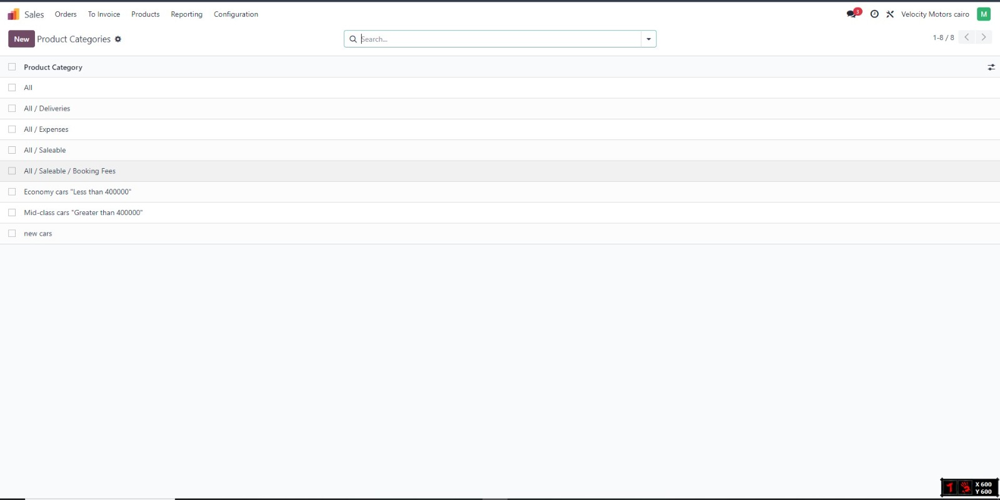 Sales Orders To Invoice Products Reporting Configuration 3 Velocity Motors cairo M
New Product Categories Search... 1-8 / 8
Product Category
All
All / Deliveries
All / Expenses
All / Saleable
All / Saleable / Booking Fees
Economy cars "Less than 400000"
Mid-class cars "Greater than 400000"
new cars
X 600
Y 600